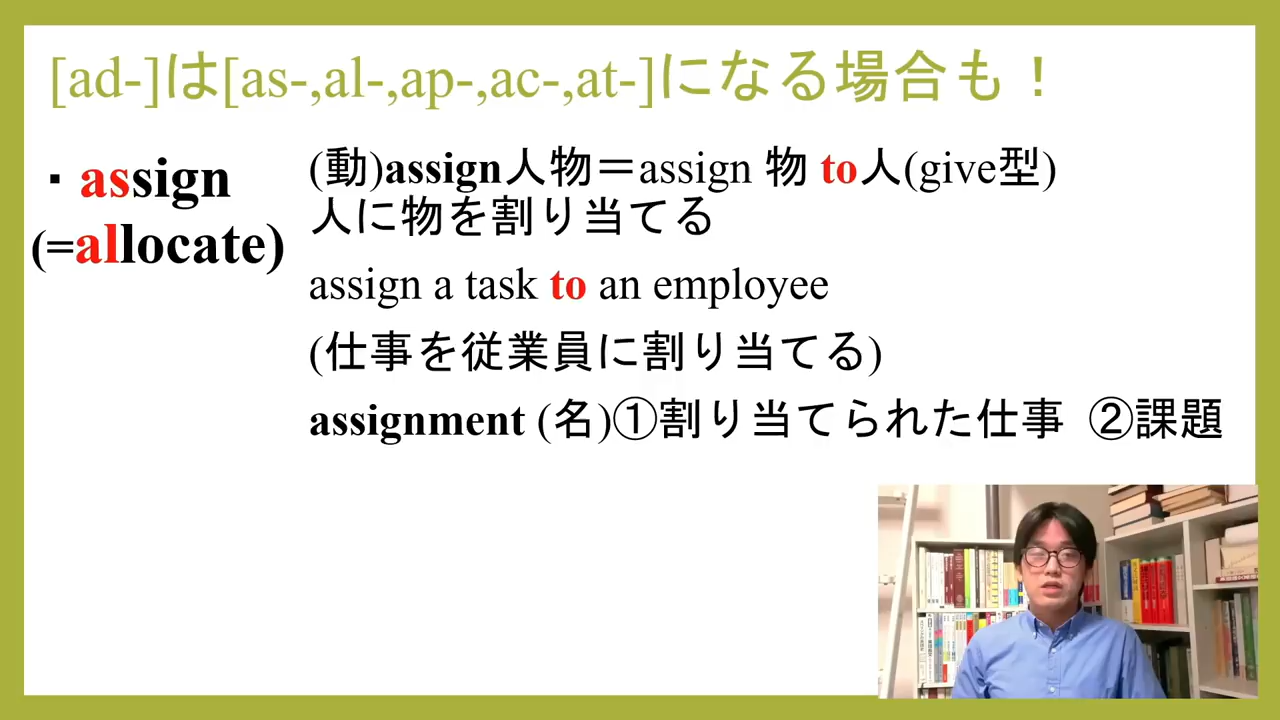 [ad-]は[as-,al-,ap-,ac-,at-]になる場合も！
・assign
(=allocate)
(動)assign人物＝assign 物 to人(give型)
人に物を割り当てる
assign a task to an employee
(仕事を従業員に割り当てる)
assignment (名)①割り当てられた仕事 ②課題